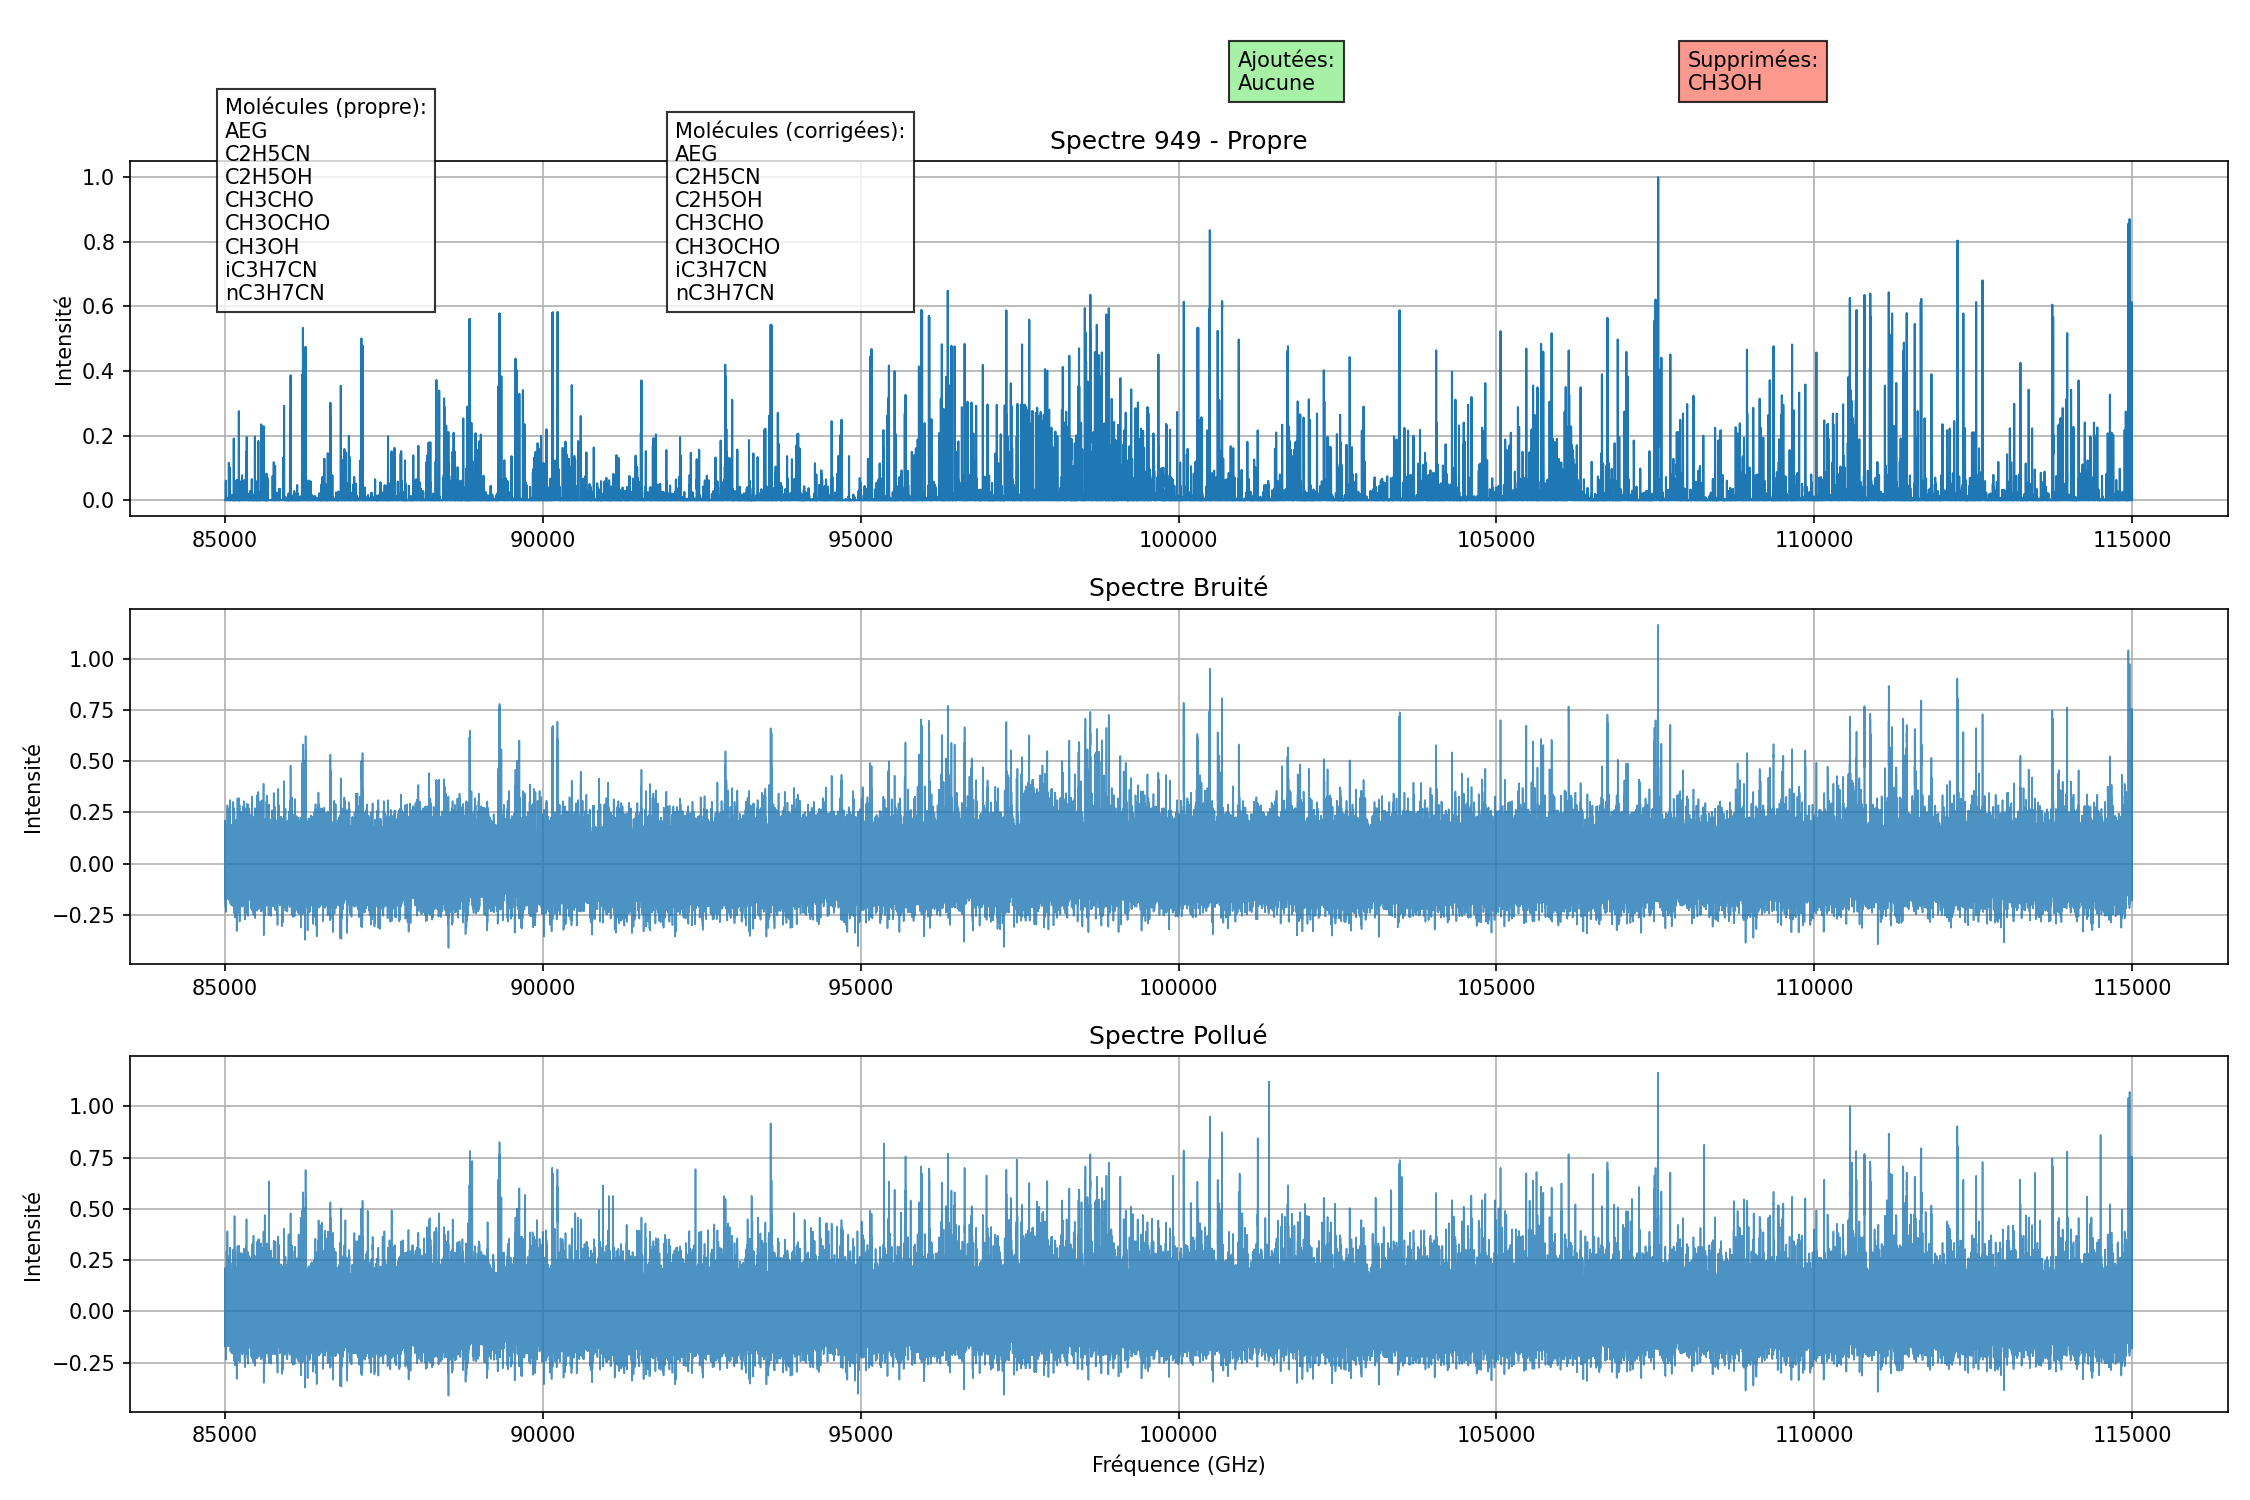 Ajoutées:
Aucune
Supprimées:
CH3OH
Molécules (propre):
AEG
C2H5CN
C2H5OH
CH3CHO
CH3OCHO
CH3OH
iC3H7CN
nC3H7CN
Molécules (corrigées):
AEG
C2H5CN
C2H5OH
CH3CHO
CH3OCHO
iC3H7CN
nC3H7CN
Spectre 949 - Propre
Intensité
1.0
0.8
0.6
0.4
0.2
0.0
85000 90000 95000 100000 105000 110000 115000
Spectre Bruité
Intensité
1.00
0.75
0.50
0.25
0.00
−0.25
85000 90000 95000 100000 105000 110000 115000
Spectre Pollué
Intensité
1.00
0.75
0.50
0.25
0.00
−0.25
85000 90000 95000 100000 105000 110000 115000
Fréquence (GHz)